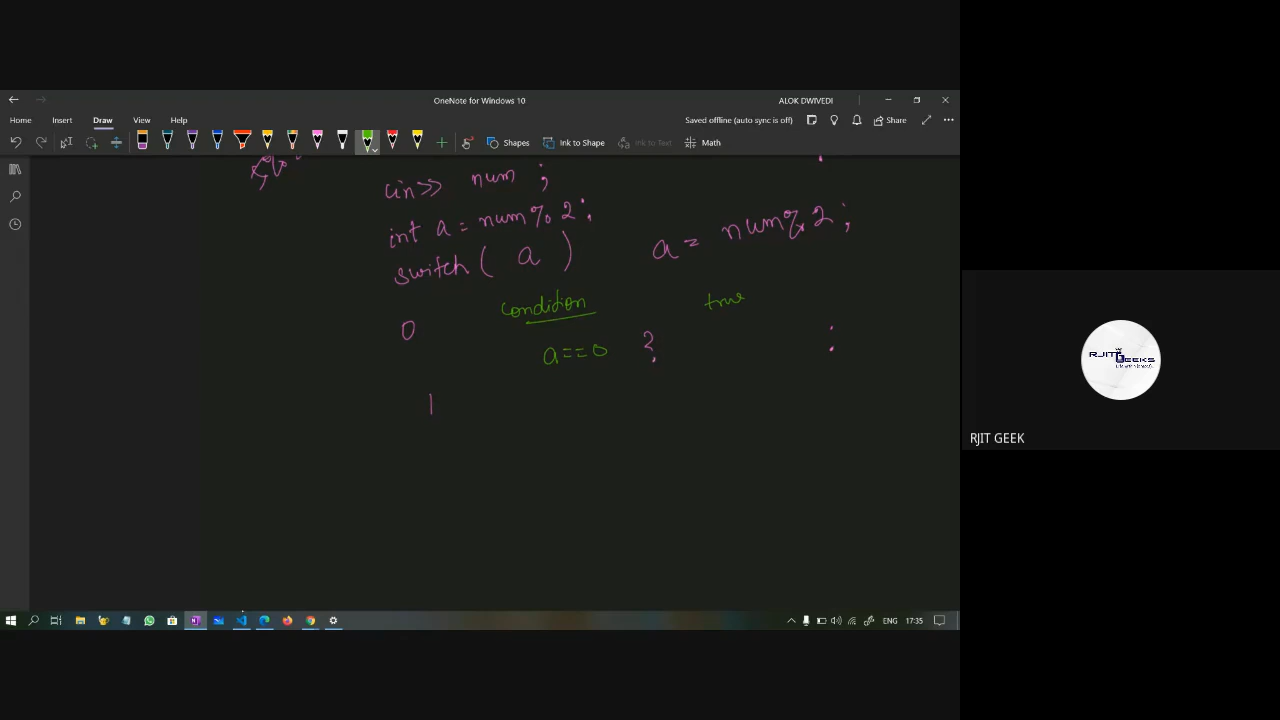 OneNote for Windows 10
ALOK DWIVEDI
Home Insert Draw View Help
Saved offline (auto sync is off)
Share
Shapes
Ink to Shape
Ink to Text
Math
cin>> num ;
int a = num % 2 ;
switch ( a )
a = num % 2 ;
condition
true
0
a==0 ? :
1
RJIT GEEKS
RJIT GEEK
ENG 17:35